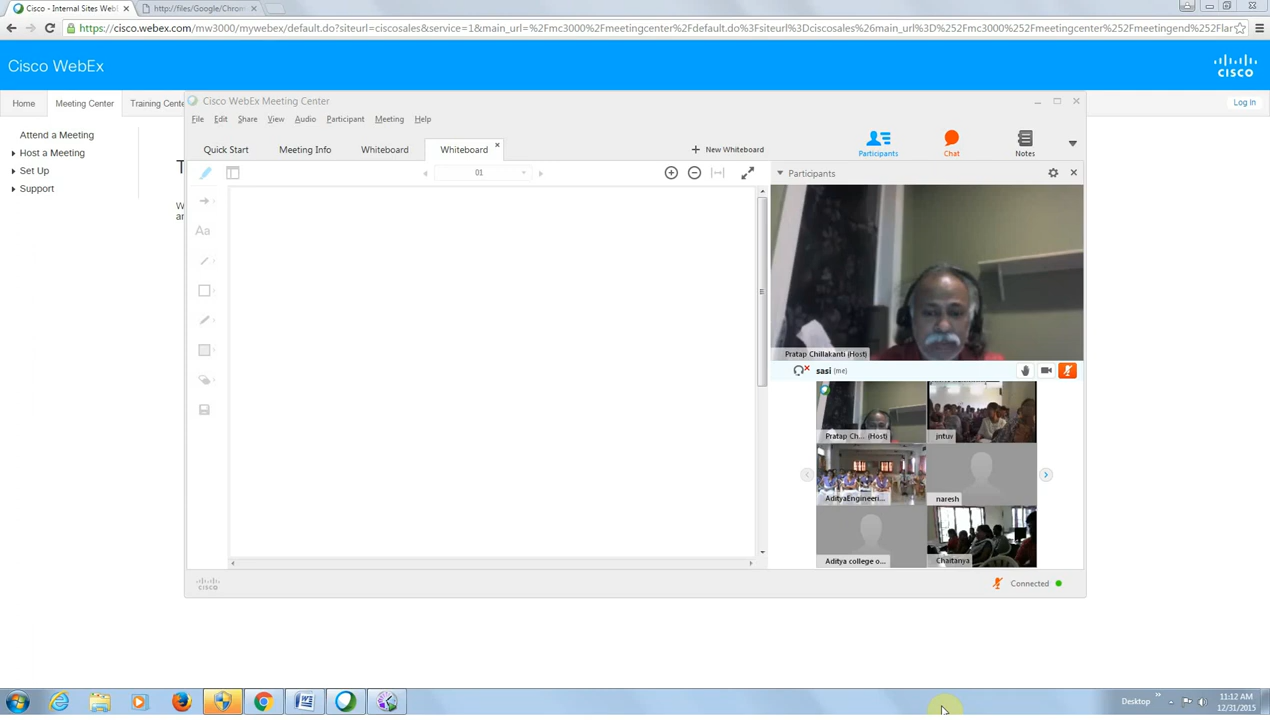 Cisco - Internal Sites Webl
http://files/Google/Chrom
https://cisco.webex.com/mw3000/mywebex/default.do?siteurl=ciscosales&service=1&main_url=%2Fmc3000%2Fmeetingcenter%2Fdefault.do%3Fsiteurl%3Dciscosales%26main_url%3D%252Fmc3000%252Fmeetingcenter%252Fmeetingend%252Flar
Cisco WebEx
CISCO
Home
Meeting Center
Training Cente
Log In
Attend a Meeting
Host a Meeting
Set Up
Support
T
W
ar
Cisco WebEx Meeting Center
File Edit Share View Audio Participant Meeting Help
Quick Start
Meeting Info
Whiteboard
Whiteboard
New Whiteboard
Participants
Chat
Notes
01
Participants
Aa
Pratap Chillakanti (Host)
sasi (me)
Pratap Ch... (Host)
jntuv
AdityaEngineeri...
naresh
Aditya college o...
Chaitanya
CISCO
Connected
Desktop
11:12 AM
12/31/2015